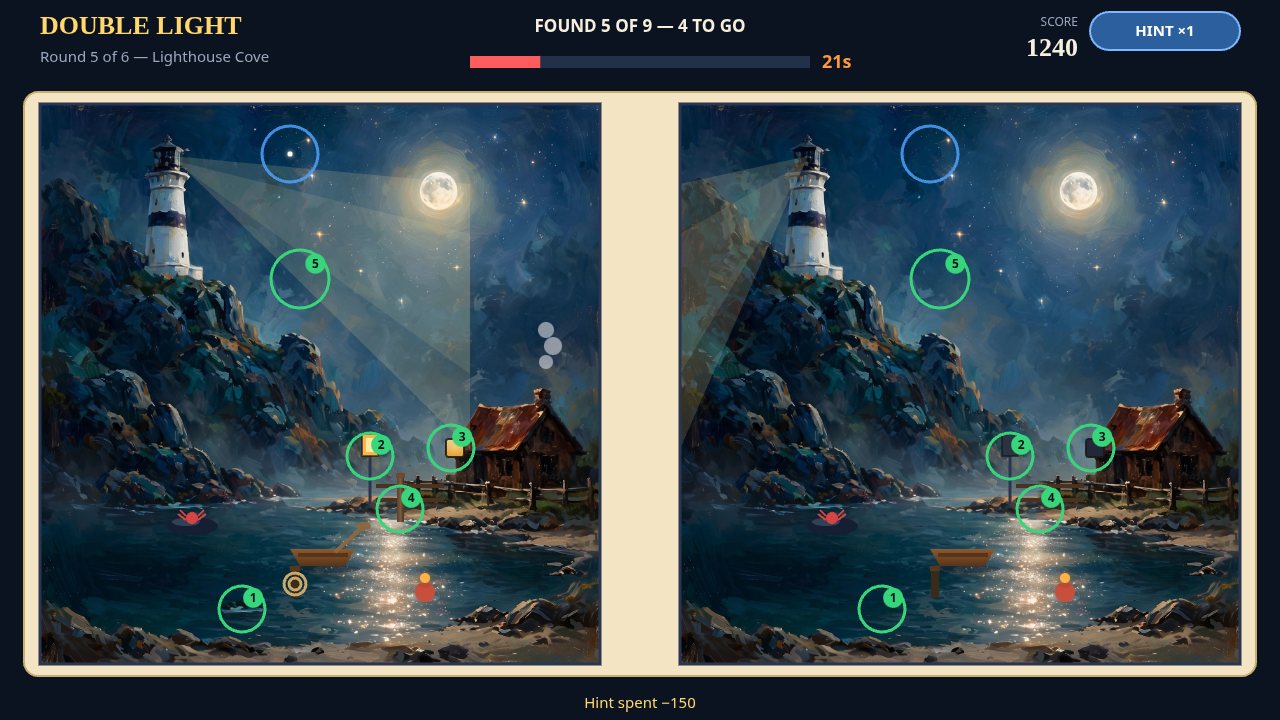 DOUBLE LIGHT
Round 5 of 6 — Lighthouse Cove
FOUND 5 OF 9 — 4 TO GO
21s
SCORE
1240
HINT ×1
5
2
3
4
1
5
2
3
4
1
Hint spent −150